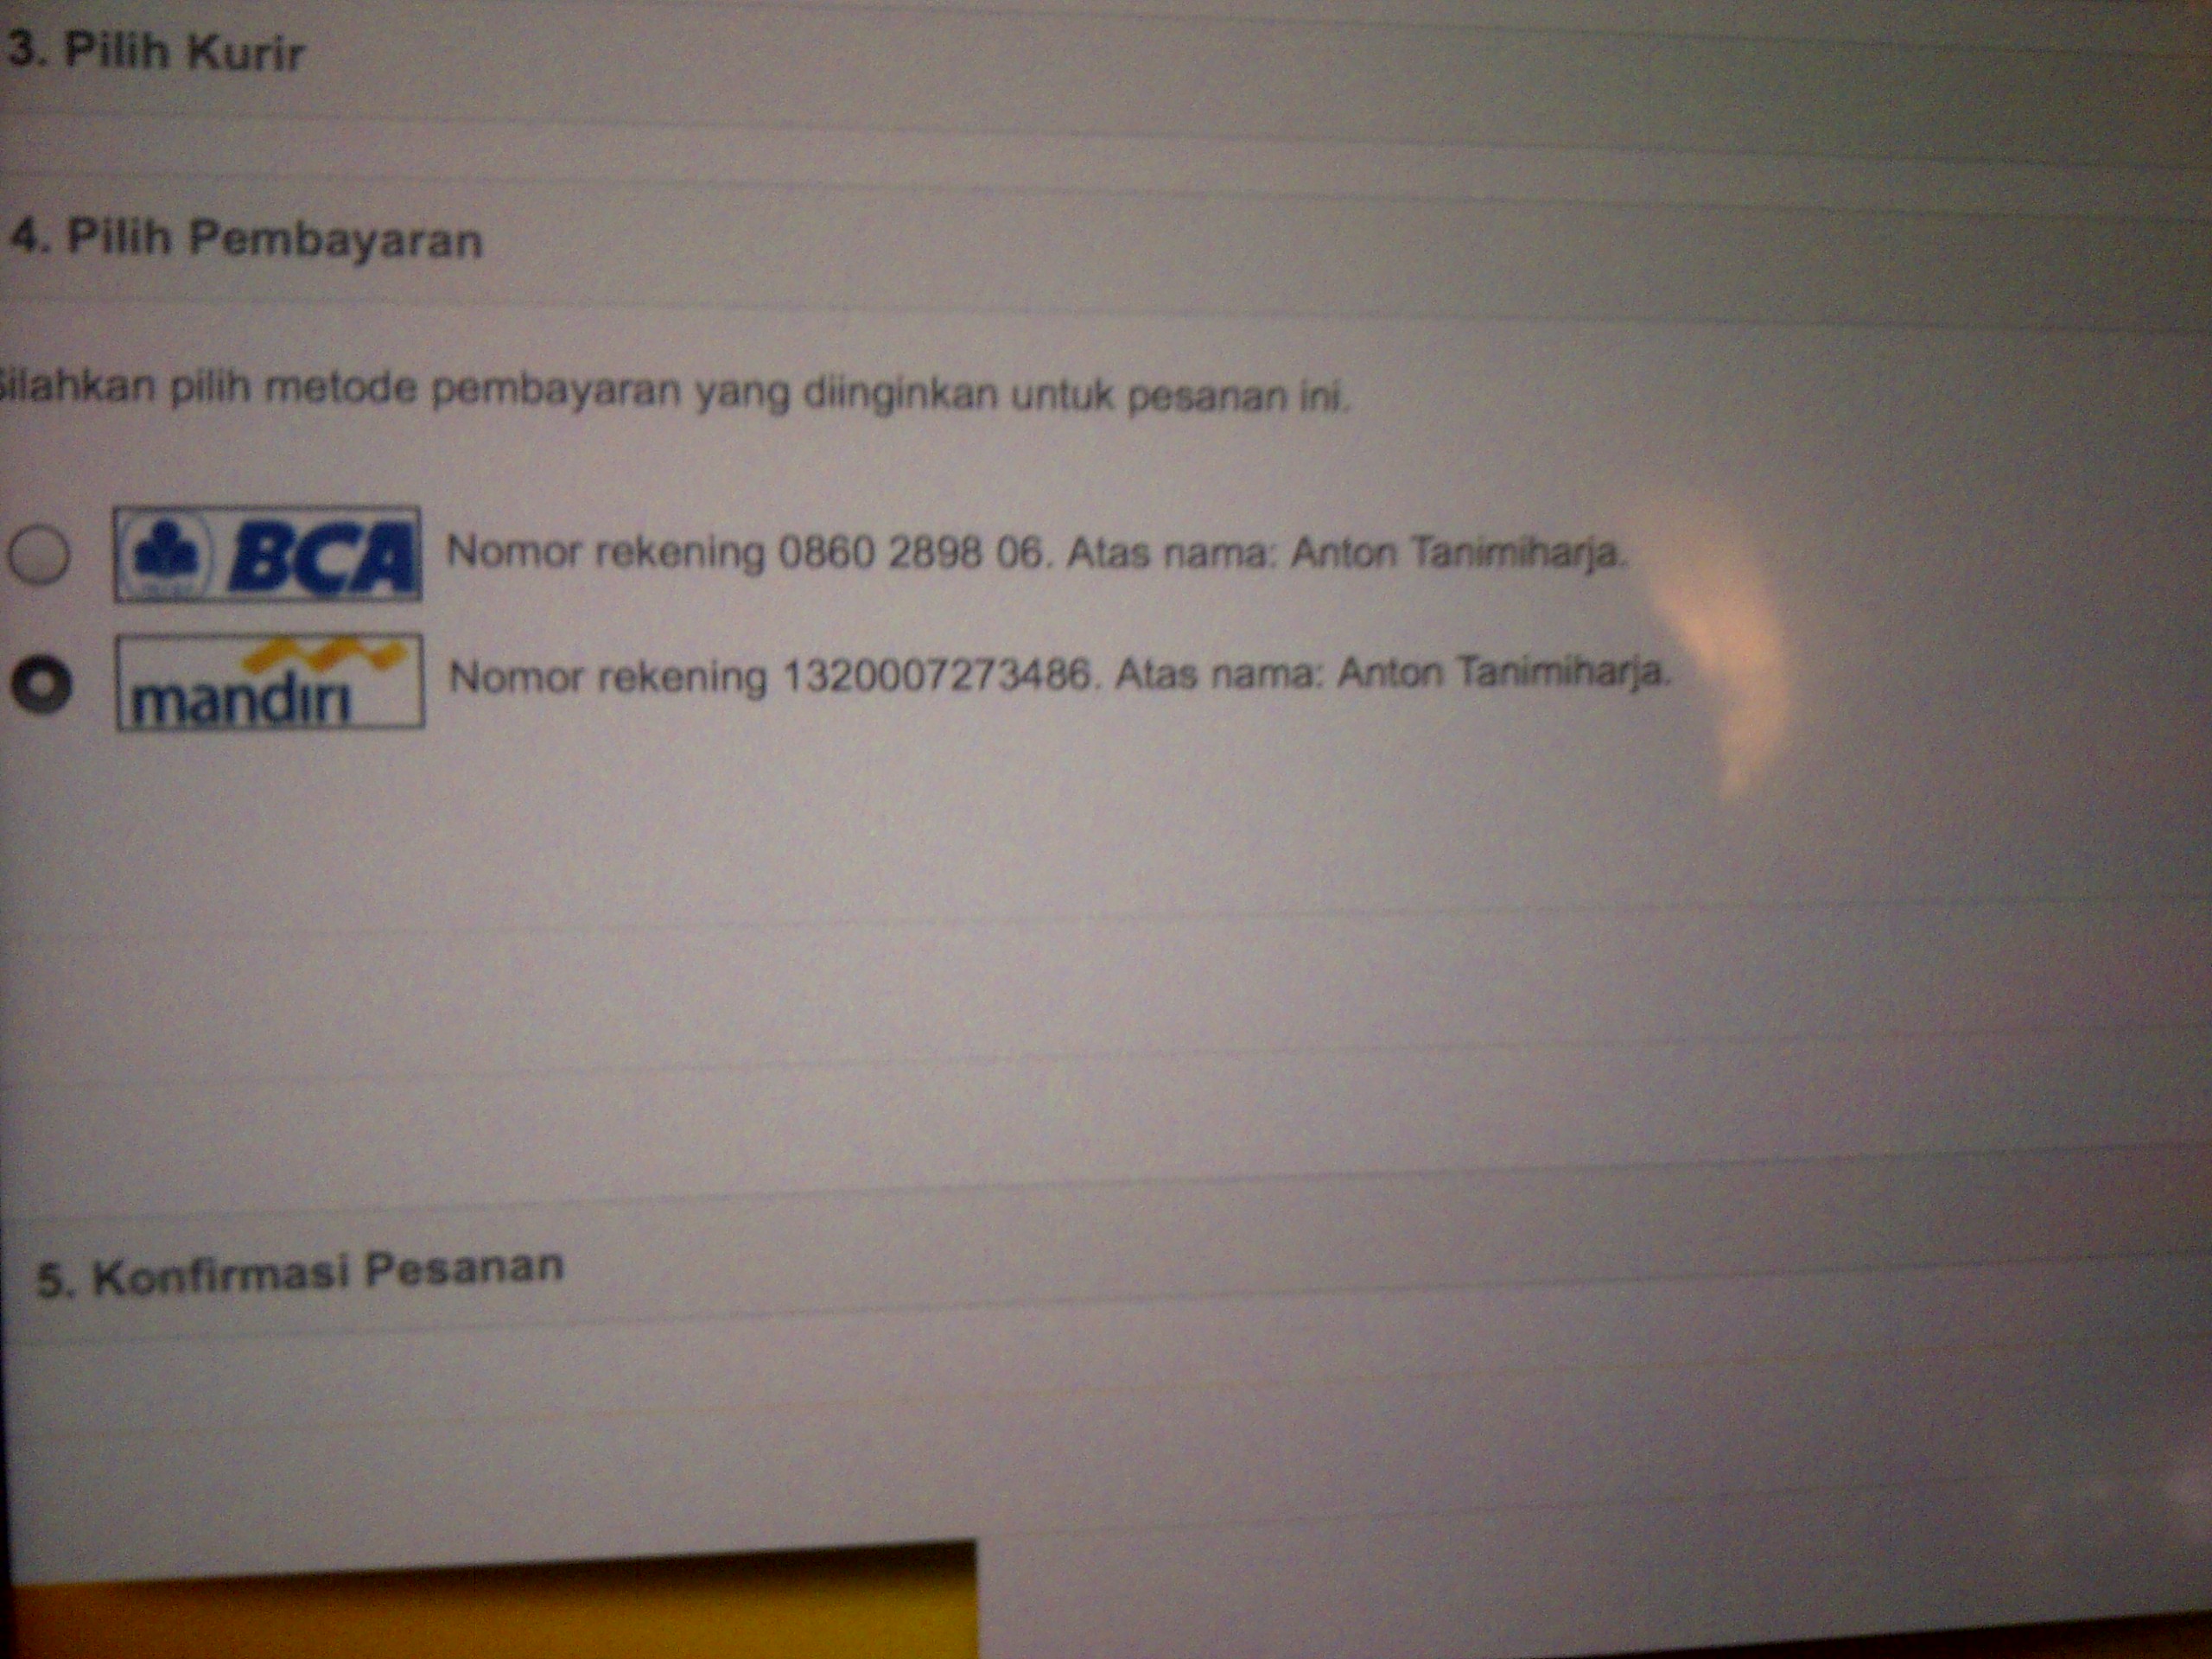 3. Pilih Kurir
4. Pilih Pembayaran
Silahkan pilih metode pembayaran yang diinginkan untuk pesanan ini.
BCA Nomor rekening 0860 2898 06. Atas nama: Anton Tanimiharja.
mandiri Nomor rekening 1320007273486. Atas nama: Anton Tanimiharja.
5. Konfirmasi Pesanan